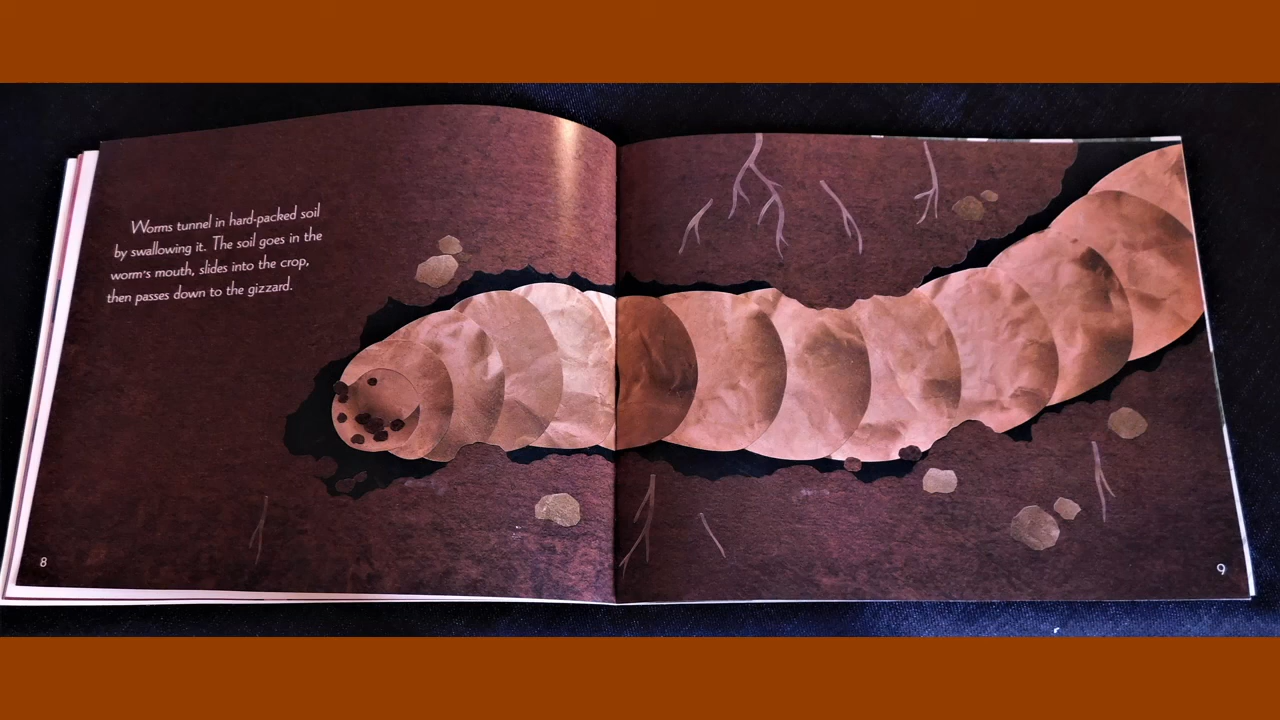 Worms tunnel in hard-packed soil
by swallowing it. The soil goes in the
worm's mouth, slides into the crop,
then passes down to the gizzard.
8
9